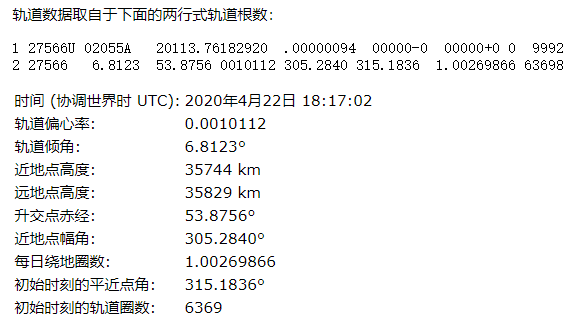 轨道数据取自于下面的两行式轨道根数:
1 27566U 02055A   20113.76182920  .00000094  00000-0  00000+0 0  9992
2 27566   6.8123  53.8756 0010112 305.2840 315.1836  1.00269866 63698
时间 (协调世界时 UTC): 2020年4月22日 18:17:02
轨道偏心率: 0.0010112
轨道倾角: 6.8123°
近地点高度: 35744 km
远地点高度: 35829 km
升交点赤经: 53.8756°
近地点幅角: 305.2840°
每日绕地圈数: 1.00269866
初始时刻的平近点角: 315.1836°
初始时刻的轨道圈数: 6369